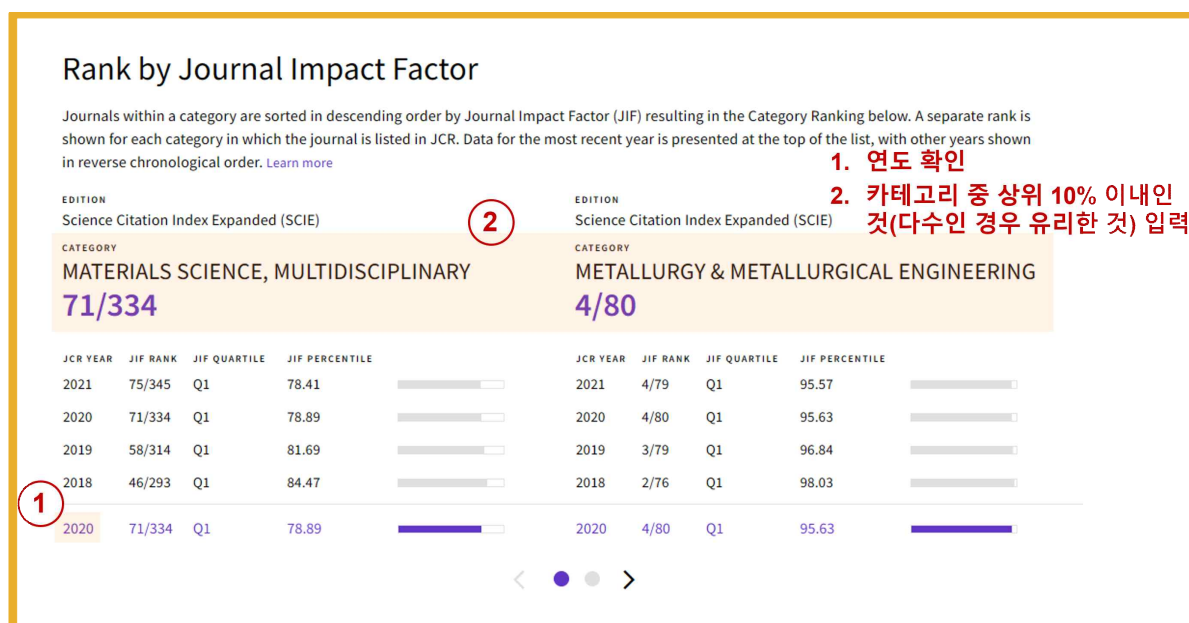 Rank by Journal Impact Factor
Journals within a category are sorted in descending order by Journal Impact Factor (JIF) resulting in the Category Ranking below. A separate rank is
shown for each category in which the journal is listed in JCR. Data for the most recent year is presented at the top of the list, with other years shown
in reverse chronological order. Learn more
1. 연도 확인
2. 카테고리 중 상위 10% 이내인
것(다수인 경우 유리한 것) 입력
2
EDITION
Science Citation Index Expanded (SCIE)
CATEGORY
MATERIALS SCIENCE, MULTIDISCIPLINARY
71/334
JCR YEAR JIF RANK JIF QUARTILE JIF PERCENTILE
2021 75/345 Q1 78.41
2020 71/334 Q1 78.89
2019 58/314 Q1 81.69
2018 46/293 Q1 84.47
1
2020 71/334 Q1 78.89
EDITION
Science Citation Index Expanded (SCIE)
CATEGORY
METALLURGY & METALLURGICAL ENGINEERING
4/80
JCR YEAR JIF RANK JIF QUARTILE JIF PERCENTILE
2021 4/79 Q1 95.57
2020 4/80 Q1 95.63
2019 3/79 Q1 96.84
2018 2/76 Q1 98.03
2020 4/80 Q1 95.63